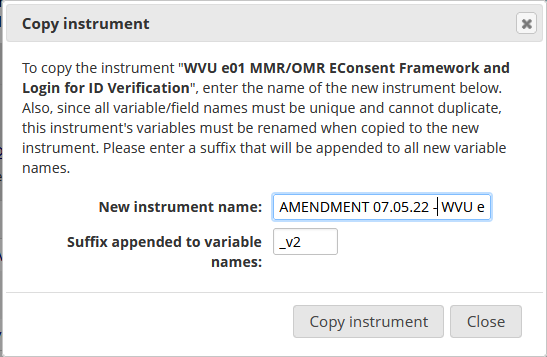 Copy instrument
To copy the instrument "WVU e01 MMR/OMR EConsent Framework and
Login for ID Verification", enter the name of the new instrument below.
Also, since all variable/field names must be unique and cannot duplicate,
this instrument's variables must be renamed when copied to the new
instrument. Please enter a suffix that will be appended to all new variable
names.
New instrument name: AMENDMENT 07.05.22 - WVU e
Suffix appended to variable _v2
names:
Copy instrument Close